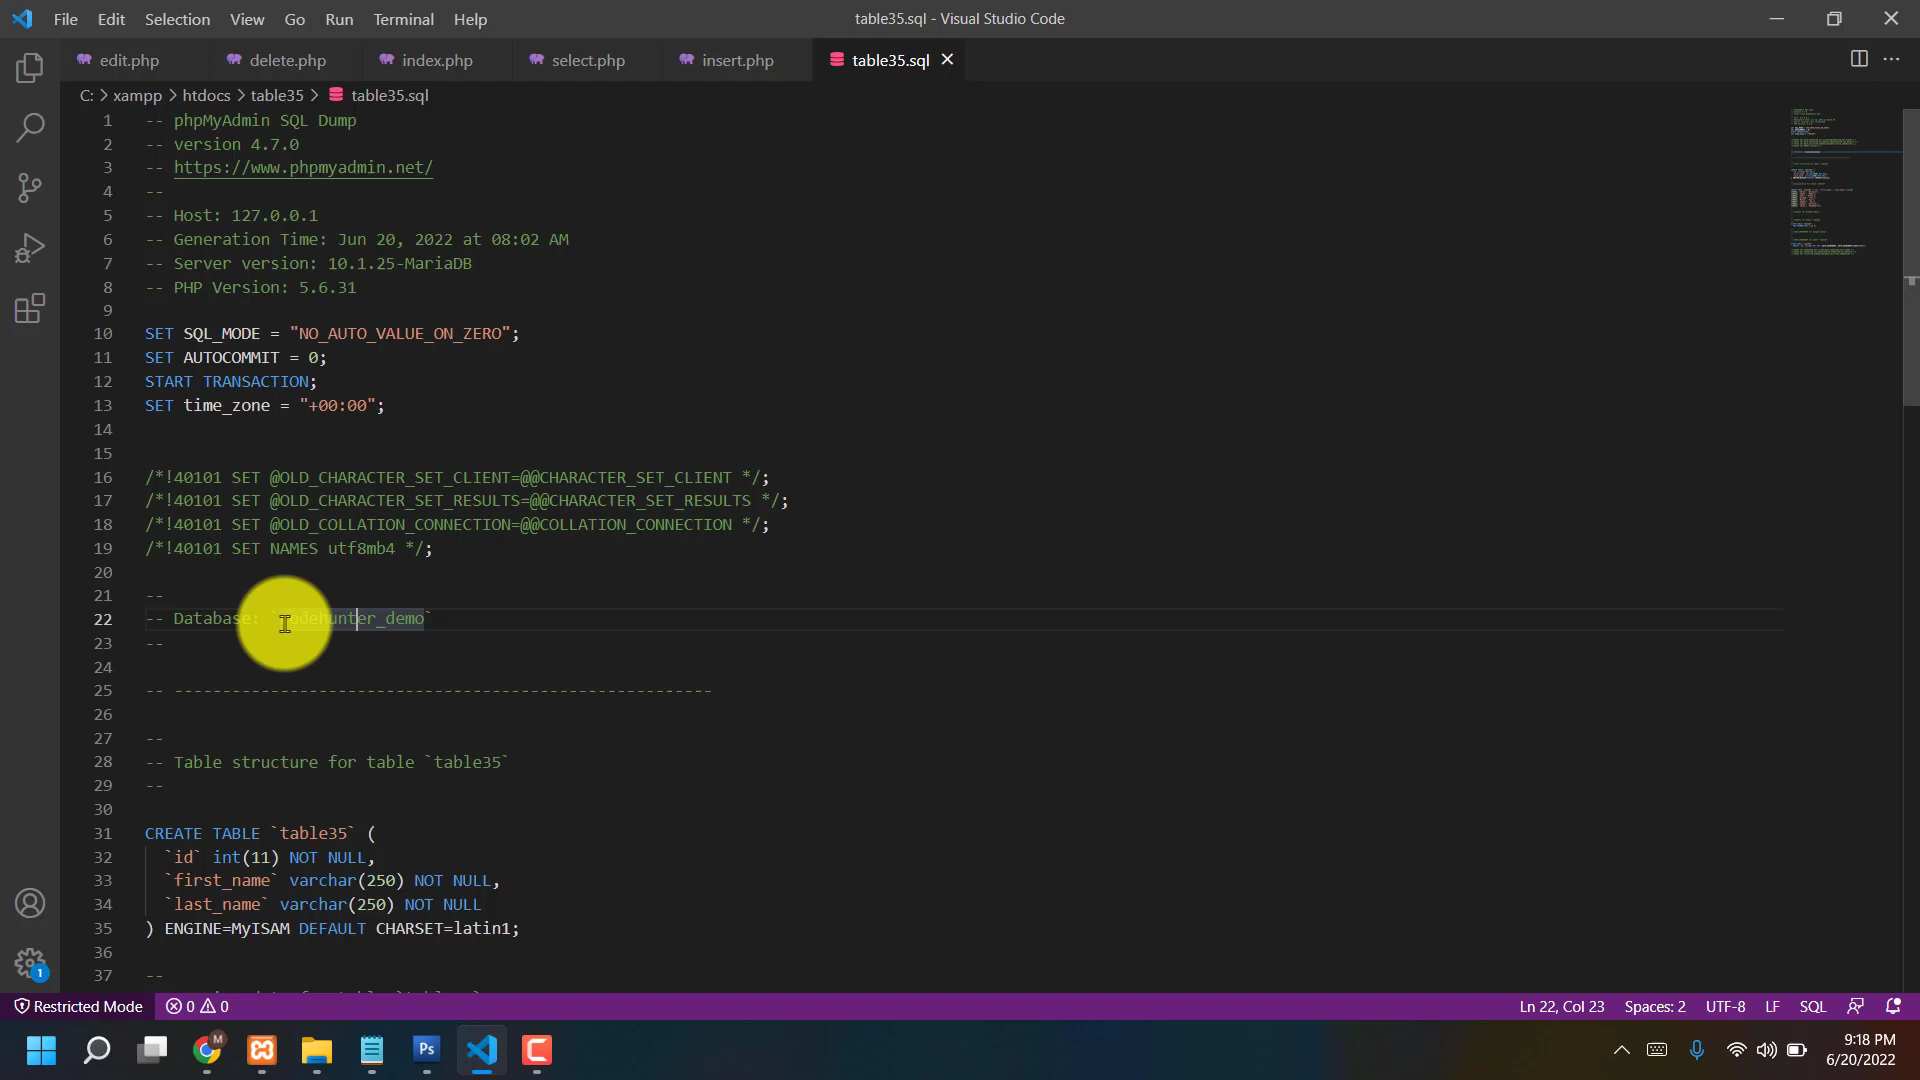 File Edit Selection View Go Run Terminal Help
table35.sql - Visual Studio Code
edit.php delete.php index.php select.php insert.php table35.sql
C: > xampp > htdocs > table35 > table35.sql
1 -- phpMyAdmin SQL Dump
2 -- version 4.7.0
3 -- https://www.phpmyadmin.net/
4 --
5 -- Host: 127.0.0.1
6 -- Generation Time: Jun 20, 2022 at 08:02 AM
7 -- Server version: 10.1.25-MariaDB
8 -- PHP Version: 5.6.31
9
10 SET SQL_MODE = "NO_AUTO_VALUE_ON_ZERO";
11 SET AUTOCOMMIT = 0;
12 START TRANSACTION;
13 SET time_zone = "+00:00";
14
15
16 /*!40101 SET @OLD_CHARACTER_SET_CLIENT=@@CHARACTER_SET_CLIENT */;
17 /*!40101 SET @OLD_CHARACTER_SET_RESULTS=@@CHARACTER_SET_RESULTS */;
18 /*!40101 SET @OLD_COLLATION_CONNECTION=@@COLLATION_CONNECTION */;
19 /*!40101 SET NAMES utf8mb4 */;
20
21 --
22 -- Database: `codehunter_demo`
23 --
24
25 -- --------------------------------------------------------
26
27 --
28 -- Table structure for table `table35`
29 --
30
31 CREATE TABLE `table35` (
32 `id` int(11) NOT NULL,
33 `first_name` varchar(250) NOT NULL,
34 `last_name` varchar(250) NOT NULL
35 ) ENGINE=MyISAM DEFAULT CHARSET=latin1;
36
37 --
Restricted Mode 0 0 Ln 22, Col 23 Spaces: 2 UTF-8 LF SQL
1
M
Ps
9:18 PM
6/20/2022